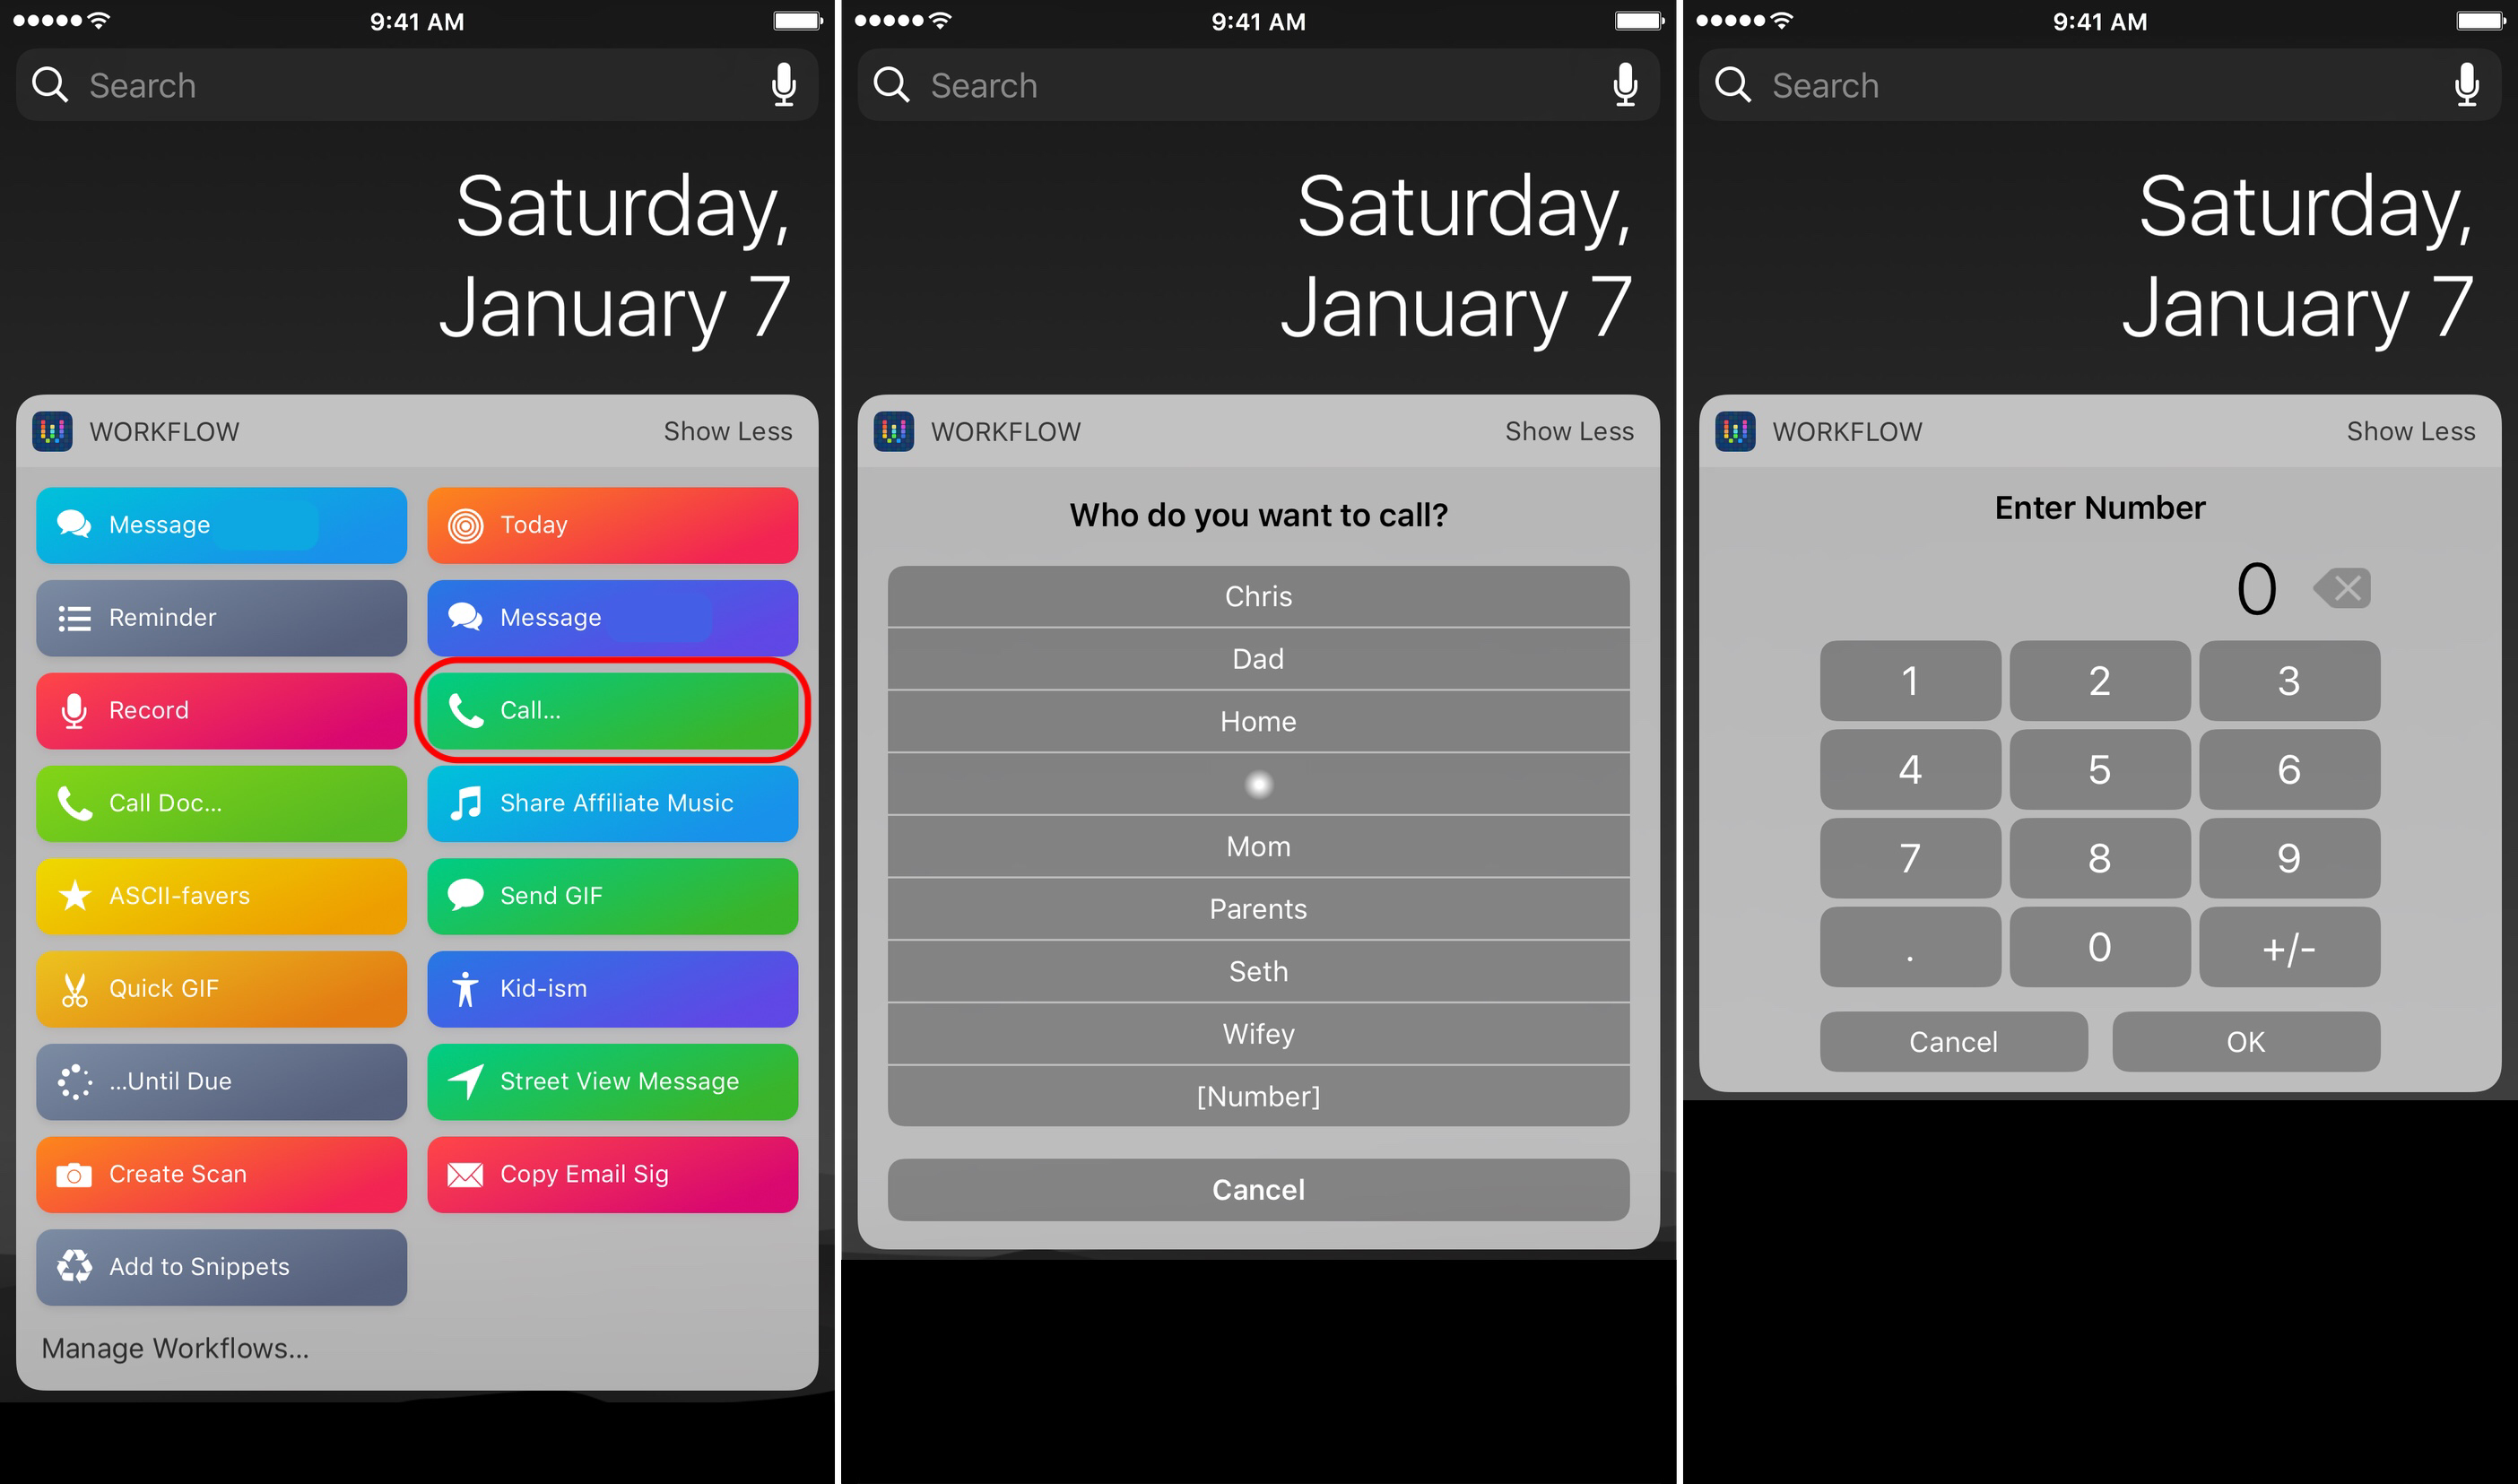 9:41 AM
Search
Saturday,
January 7
WORKFLOW
Show Less
Message
Today
Reminder
Message
Record
Call...
Call Doc...
Share Affiliate Music
ASCII-favers
Send GIF
Quick GIF
Kid-ism
...Until Due
Street View Message
Create Scan
Copy Email Sig
Add to Snippets
Manage Workflows...
9:41 AM
Search
Saturday,
January 7
WORKFLOW
Show Less
Who do you want to call?
Chris
Dad
Home
Mom
Parents
Seth
Wifey
[Number]
Cancel
9:41 AM
Search
Saturday,
January 7
WORKFLOW
Show Less
Enter Number
0
1 2 3
4 5 6
7 8 9
. 0 +/-
Cancel OK